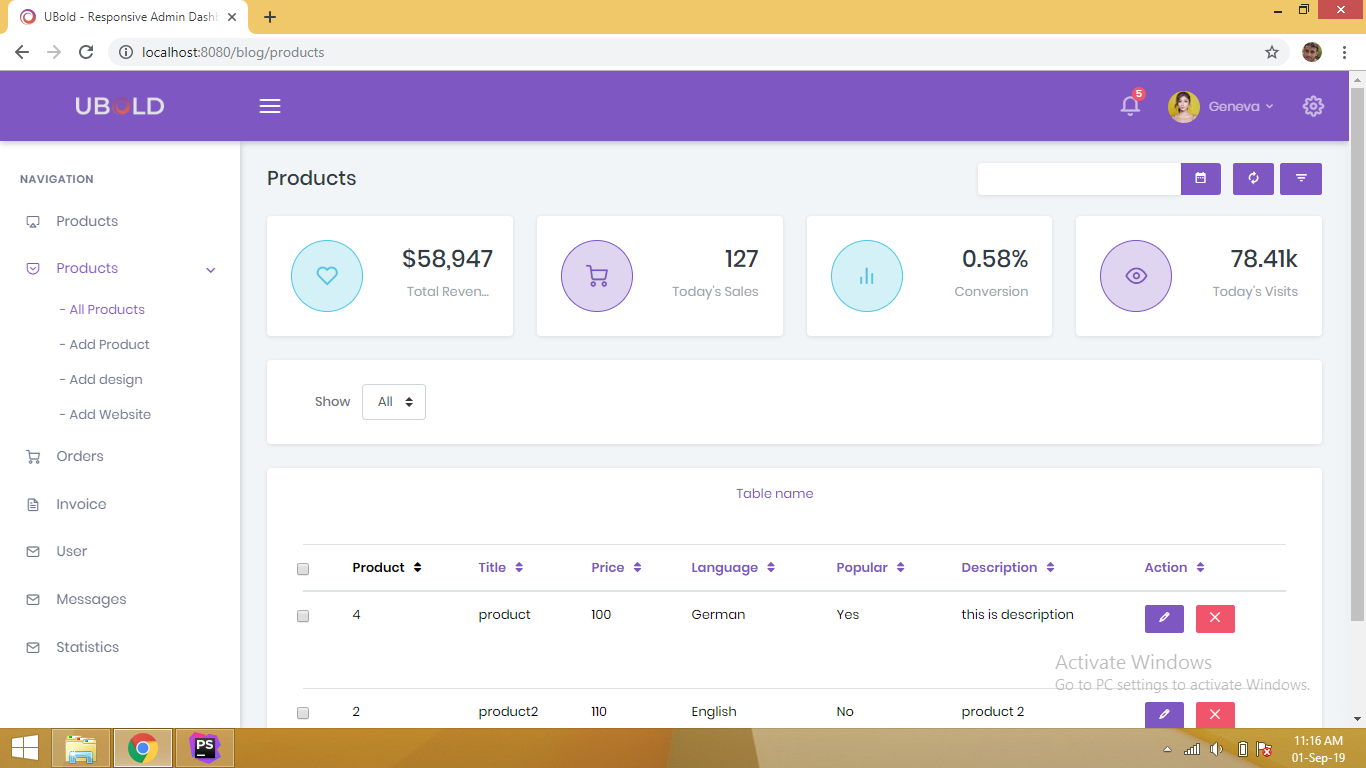 UBold - Responsive Admin Dash
localhost:8080/blog/products
UBOLD
5
Geneva
NAVIGATION
Products
Products
- All Products
- Add Product
- Add design
- Add Website
Orders
Invoice
User
Messages
Statistics
Products
$58,947
Total Reven...
127
Today's Sales
0.58%
Conversion
78.41k
Today's Visits
Show All
Table name
Product Title Price Language Popular Description Action
4 product 100 German Yes this is description
2 product2 110 English No product 2
Activate Windows
Go to PC settings to activate Windows.
PS
11:16 AM
01-Sep-19